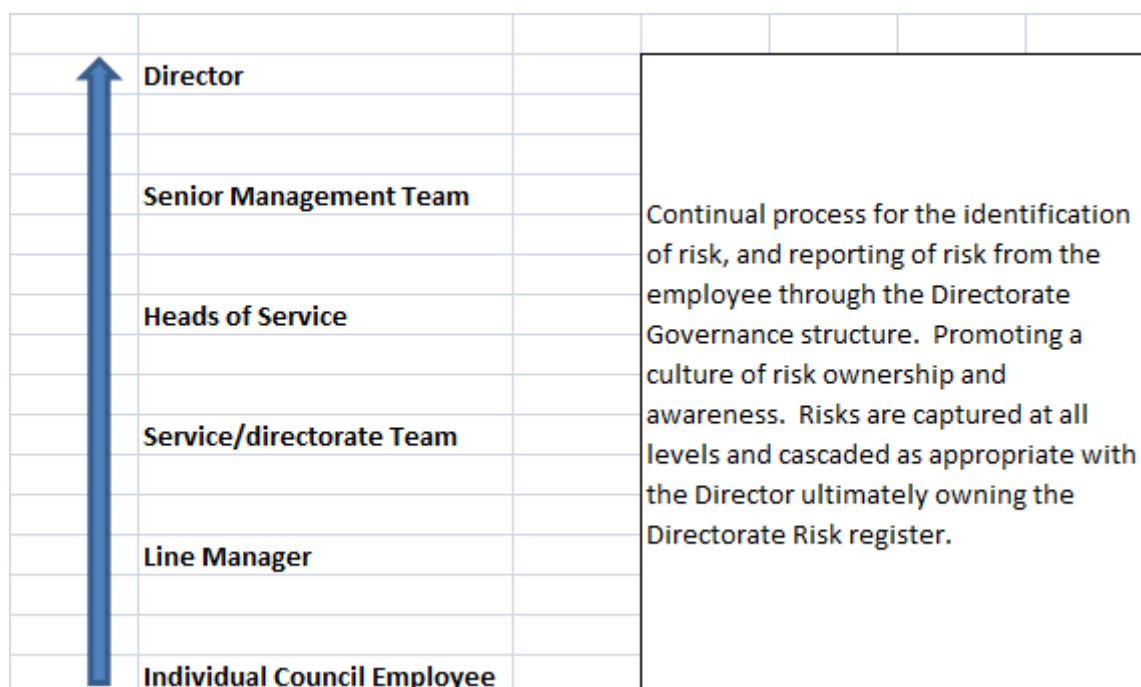 Director
Senior Management Team
Heads of Service
Service/directorate Team
Line Manager
Individual Council Employee
Continual process for the identification
of risk, and reporting of risk from the
employee through the Directorate
Governance structure.  Promoting a
culture of risk ownership and
awareness.  Risks are captured at all
levels and cascaded as appropriate with
the Director ultimately owning the
Directorate Risk register.